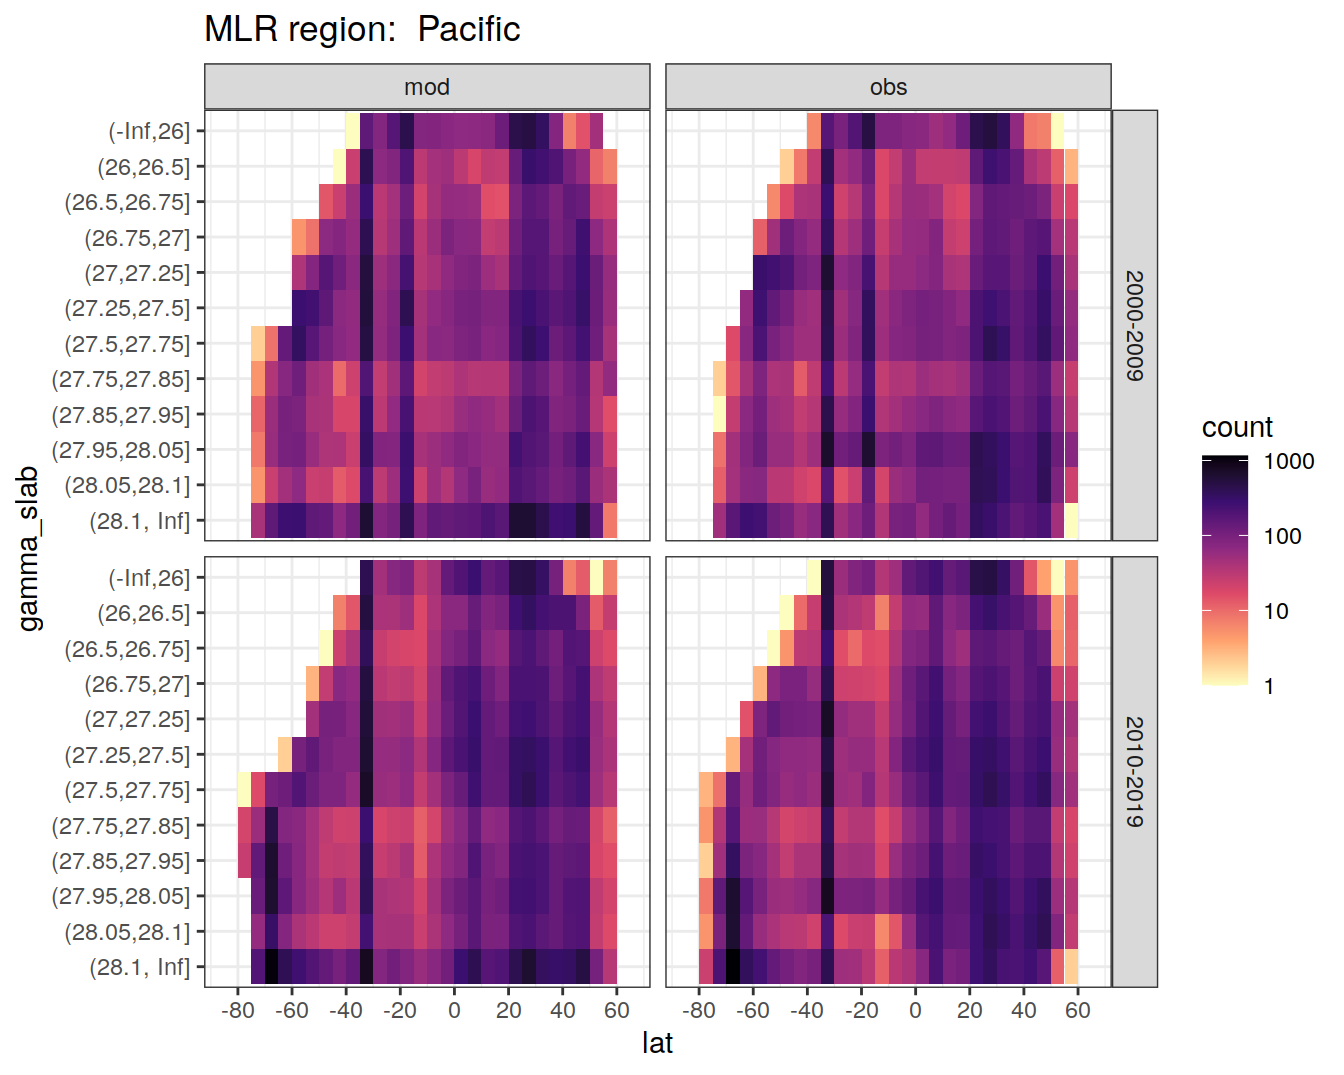 MLR region:  Pacific
mod
obs
(-Inf,26]
(26,26.5]
(26.5,26.75]
(26.75,27]
(27,27.25]
(27.25,27.5]
(27.5,27.75]
(27.75,27.85]
(27.85,27.95]
(27.95,28.05]
(28.05,28.1]
(28.1, Inf]
2000-2009
(-Inf,26]
(26,26.5]
(26.5,26.75]
(26.75,27]
(27,27.25]
(27.25,27.5]
(27.5,27.75]
(27.75,27.85]
(27.85,27.95]
(27.95,28.05]
(28.05,28.1]
(28.1, Inf]
2010-2019
gamma_slab
-80 -60 -40 -20 0 20 40 60
-80 -60 -40 -20 0 20 40 60
lat
count
1000
100
10
1